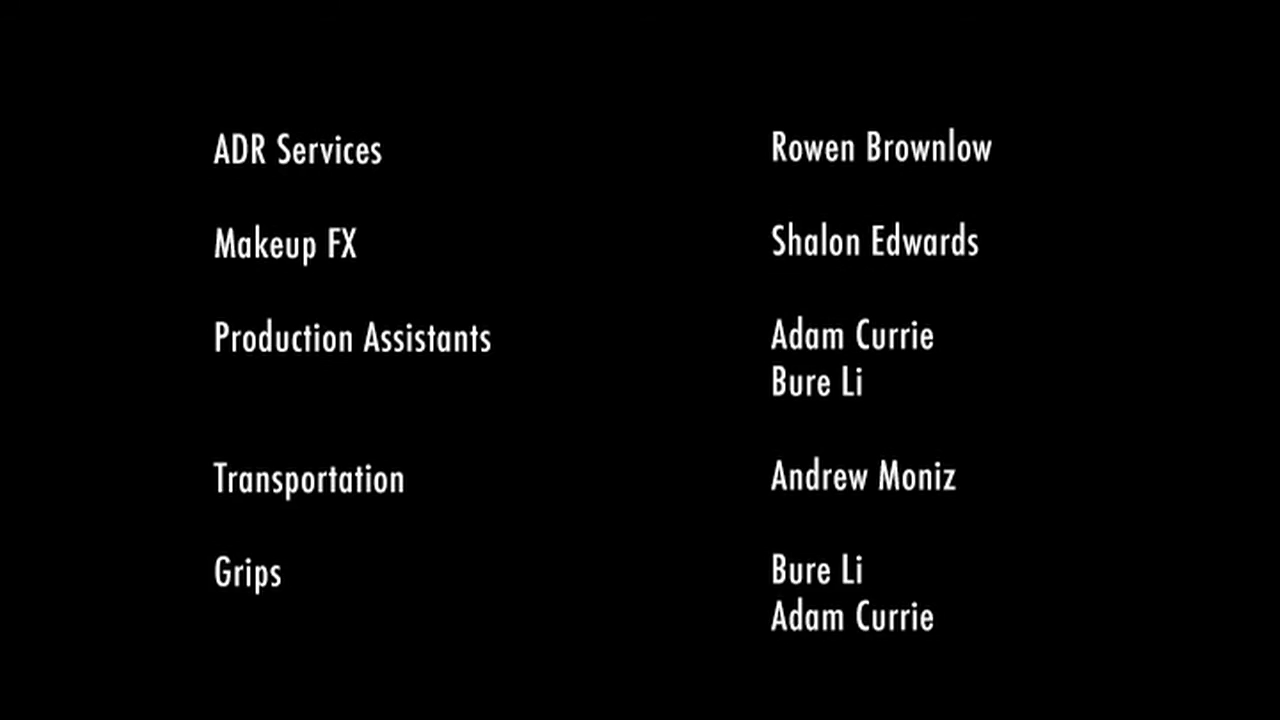 ADR Services Rowen Brownlow
Makeup FX Shalon Edwards
Production Assistants Adam Currie
Bure Li
Transportation Andrew Moniz
Grips Bure Li
Adam Currie